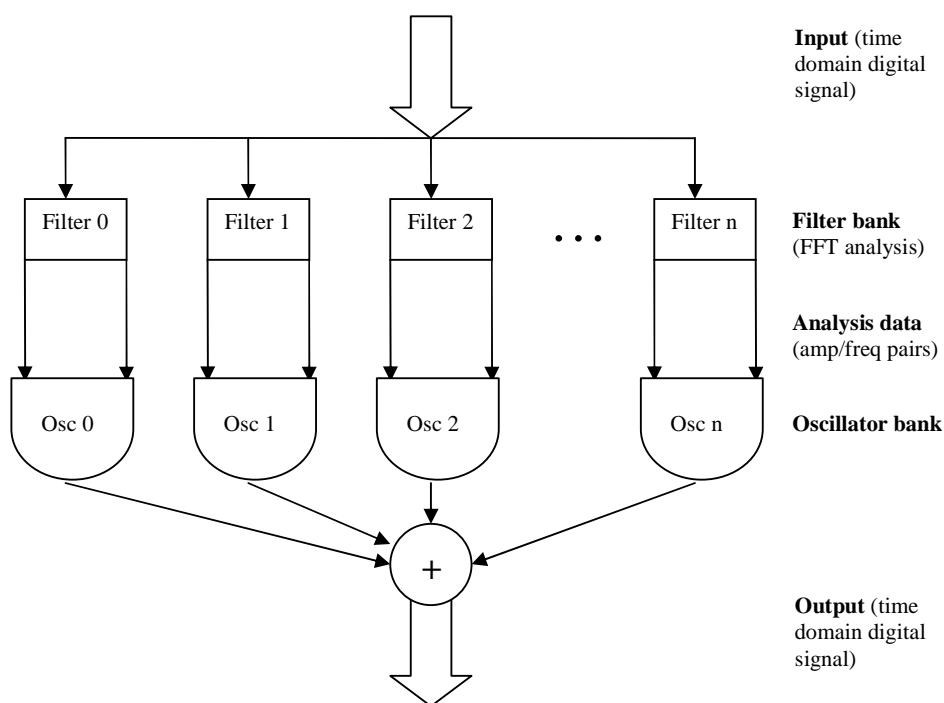 Input (time
domain digital
signal)
Filter 0
Filter 1
Filter 2
Filter n
. . .
Filter bank
(FFT analysis)
Analysis data
(amp/freq pairs)
Osc 0
Osc 1
Osc 2
Osc n
Oscillator bank
+
Output (time
domain digital
signal)